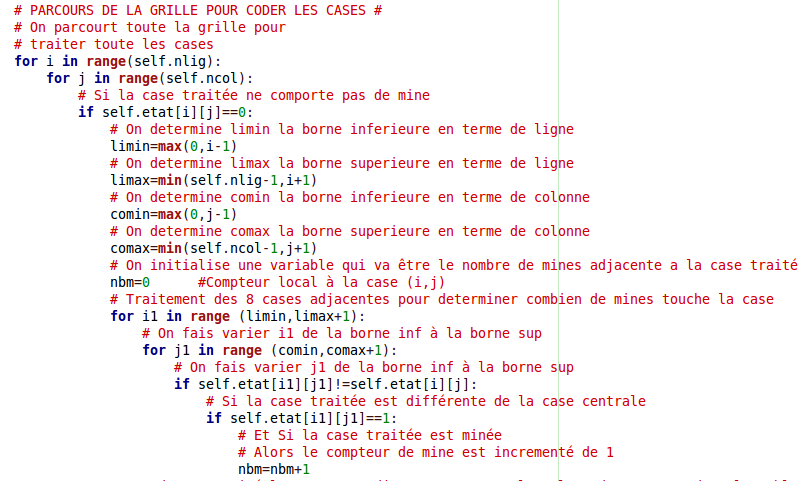 # PARCOURS DE LA GRILLE POUR CODER LES CASES #
# On parcourt toute la grille pour
# traiter toute les cases
for i in range(self.nlig):
    for j in range(self.ncol):
        # Si la case traitée ne comporte pas de mine
        if self.etat[i][j]==0:
            # On determine limin la borne inferieure en terme de ligne
            limin=max(0,i-1)
            # On determine limax la borne superieure en terme de ligne
            limax=min(self.nlig-1,i+1)
            # On determine comin la borne inferieure en terme de colonne
            comin=max(0,j-1)
            # On determine comax la borne superieure en terme de colonne
            comax=min(self.ncol-1,j+1)
            # On initialise une variable qui va être le nombre de mines adjacente a la case traité
            nbm=0      #Compteur local à la case (i,j)
            # Traitement des 8 cases adjacentes pour determiner combien de mines touche la case
            for i1 in range (limin,limax+1):
                # On fais varier i1 de la borne inf à la borne sup
                for j1 in range (comin,comax+1):
                    # On fais varier j1 de la borne inf à la borne sup
                    if self.etat[i1][j1]!=self.etat[i][j]:
                        # Si la case traitée est différente de la case centrale
                        if self.etat[i1][j1]==1:
                            # Et Si la case traitée est minée
                            # Alors le compteur de mine est incrementé de 1
                            nbm=nbm+1